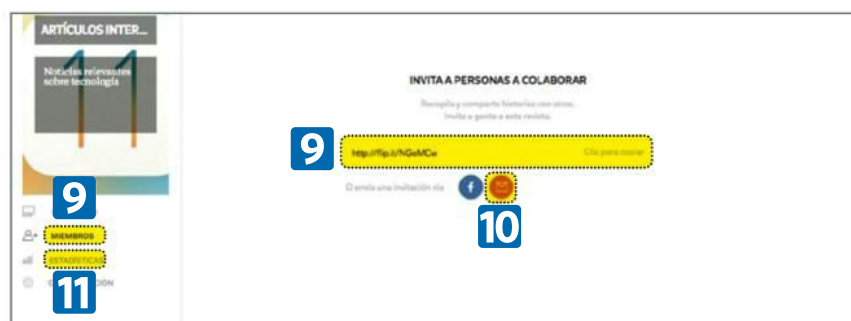 ARTÍCULOS INTER...
11
Noticias relevantes
sobre tecnología
INVITA A PERSONAS A COLABORAR
Recopila y comparte historias con otros.
Invita a gente a esta revista.
9
http://flip.it/NGeMCw
Clic para copiar
O envía una invitación vía
f
10
9
MIEMBROS
ESTADÍSTICAS
11